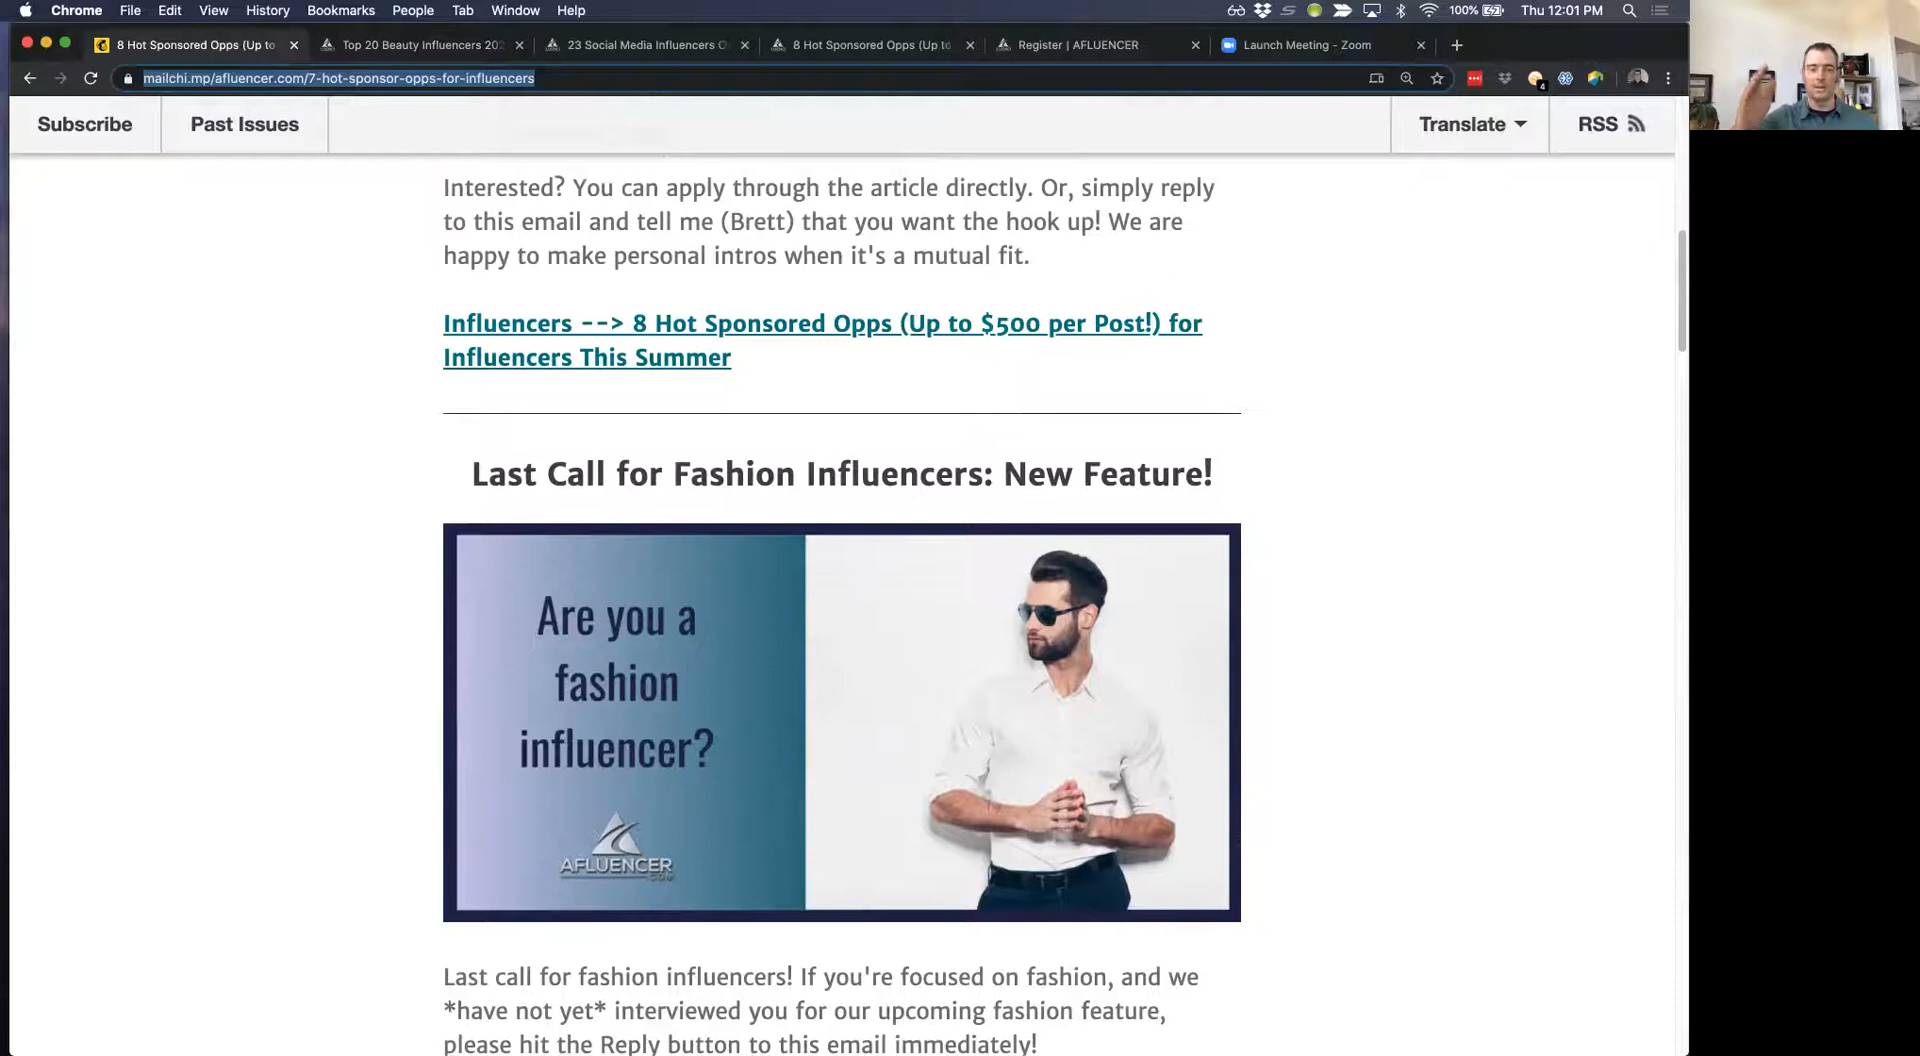 Chrome File Edit View History Bookmarks People Tab Window Help 100% Thu 12:01 PM
8 Hot Sponsored Opps (Up to Top 20 Beauty Influencers 202 23 Social Media Influencers O 8 Hot Sponsored Opps (Up to Register | AFLUENCER Launch Meeting - Zoom
mailchi.mp/afluencer.com/7-hot-sponsor-opps-for-influencers
4
Subscribe Past Issues Translate RSS
Interested? You can apply through the article directly. Or, simply reply
to this email and tell me (Brett) that you want the hook up! We are
happy to make personal intros when it's a mutual fit.
Influencers --> 8 Hot Sponsored Opps (Up to $500 per Post!) for
Influencers This Summer
Last Call for Fashion Influencers: New Feature!
Are you a
fashion
influencer?
AFLUENCER
.COM
Last call for fashion influencers! If you're focused on fashion, and we
*have not yet* interviewed you for our upcoming fashion feature,
please hit the Reply button to this email immediately!